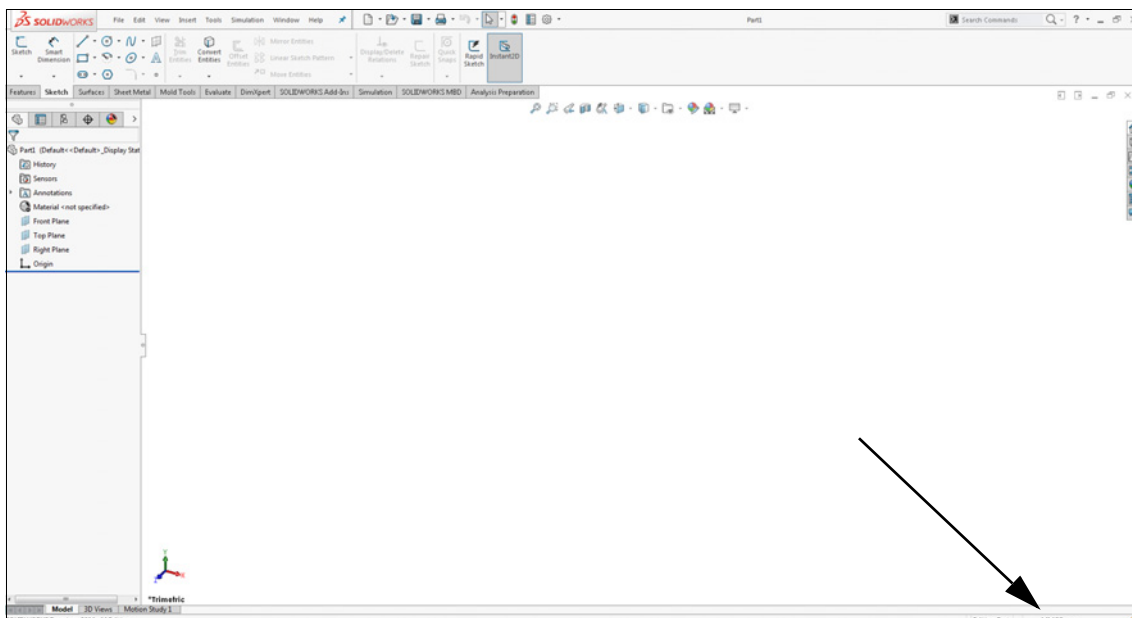 SOLIDWORKS File Edit View Insert Tools Simulation Window Help Part1 Search Commands ?
Sketch Smart Dimension Trim Entities Convert Entities Offset Entities Mirror Entities Linear Sketch Pattern Move Entities Display/Delete Relations Repair Sketch Quick Snaps Rapid Sketch Instant2D
Features Sketch Surfaces Sheet Metal Mold Tools Evaluate DimXpert SOLIDWORKS Add-Ins Simulation SOLIDWORKS MBD Analysis Preparation
Part1 (Default<<Default>_Display Stat
History
Sensors
Annotations
Material <not specified>
Front Plane
Top Plane
Right Plane
Origin
Y
*Trimetric
Model 3D Views Motion Study 1